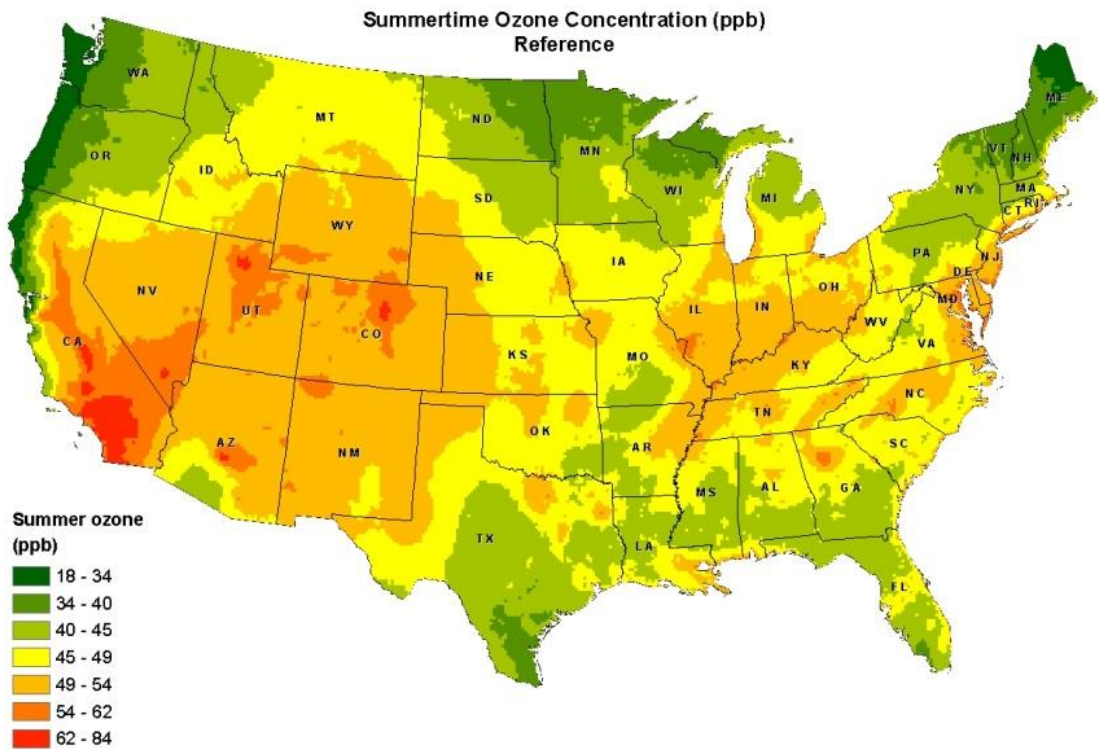 Summertime Ozone Concentration (ppb)
Reference
WA
MT
ND
MN
ME
VT
NH
OR
ID
SD
WI
MI
NY
MA
RI
CT
WY
IA
PA
NJ
NV
UT
CO
NE
IL
IN
OH
DE
MD
WV
VA
CA
KS
MO
KY
NC
AZ
NM
OK
AR
TN
SC
MS
AL
GA
TX
LA
FL
Summer ozone
(ppb)
18 - 34
34 - 40
40 - 45
45 - 49
49 - 54
54 - 62
62 - 84